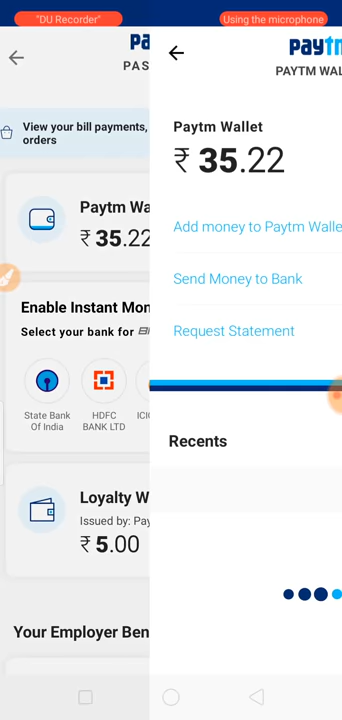 "DU Recorder"
Using the microphone
PAS
View your bill payments,
orders
Paytm Wa
₹ 35.22
Enable Instant Mon
Select your bank for
State Bank
Of India
HDFC
BANK LTD
ICIC
Loyalty W
Issued by: Pay
₹ 5.00
Your Employer Ben
paytm
PAYTM WAL
Paytm Wallet
₹ 35.22
Add money to Paytm Walle
Send Money to Bank
Request Statement
Recents